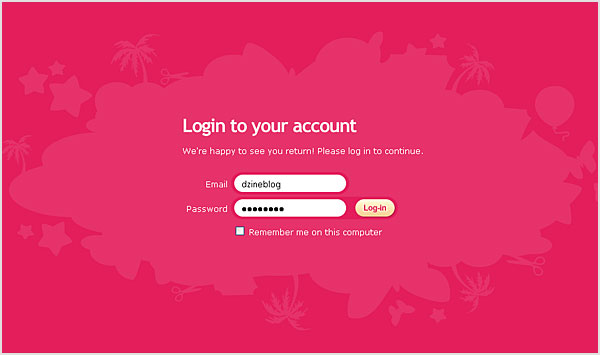 Login to your account
We're happy to see you return! Please log in to continue.
Email dzineblog
Password ●●●●●●●● Log-in
Remember me on this computer